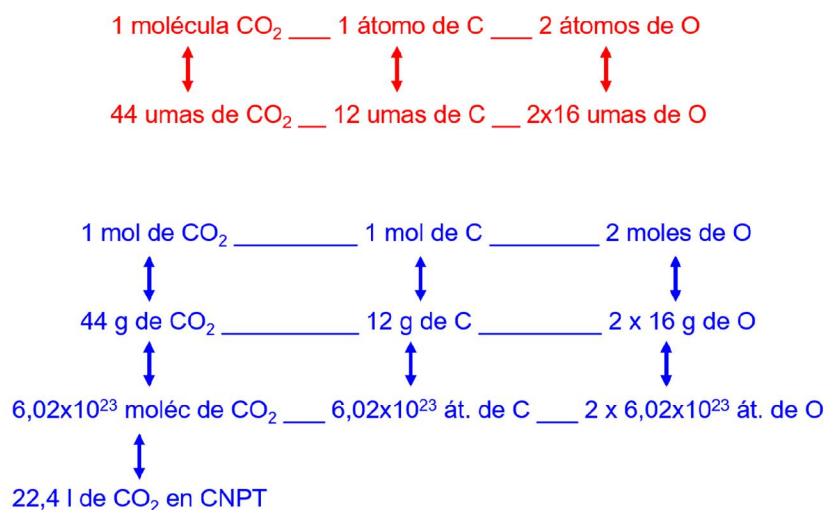 1 molécula CO₂ ___ 1 átomo de C ___ 2 átomos de O
44 umas de CO₂ __ 12 umas de C __ 2x16 umas de O
1 mol de CO₂ _________ 1 mol de C ________ 2 moles de O
44 g de CO₂ __________ 12 g de C _________ 2 x 16 g de O
6,02x10²³ moléc de CO₂ ___ 6,02x10²³ át. de C ___ 2 x 6,02x10²³ át. de O
22,4 l de CO₂ en CNPT